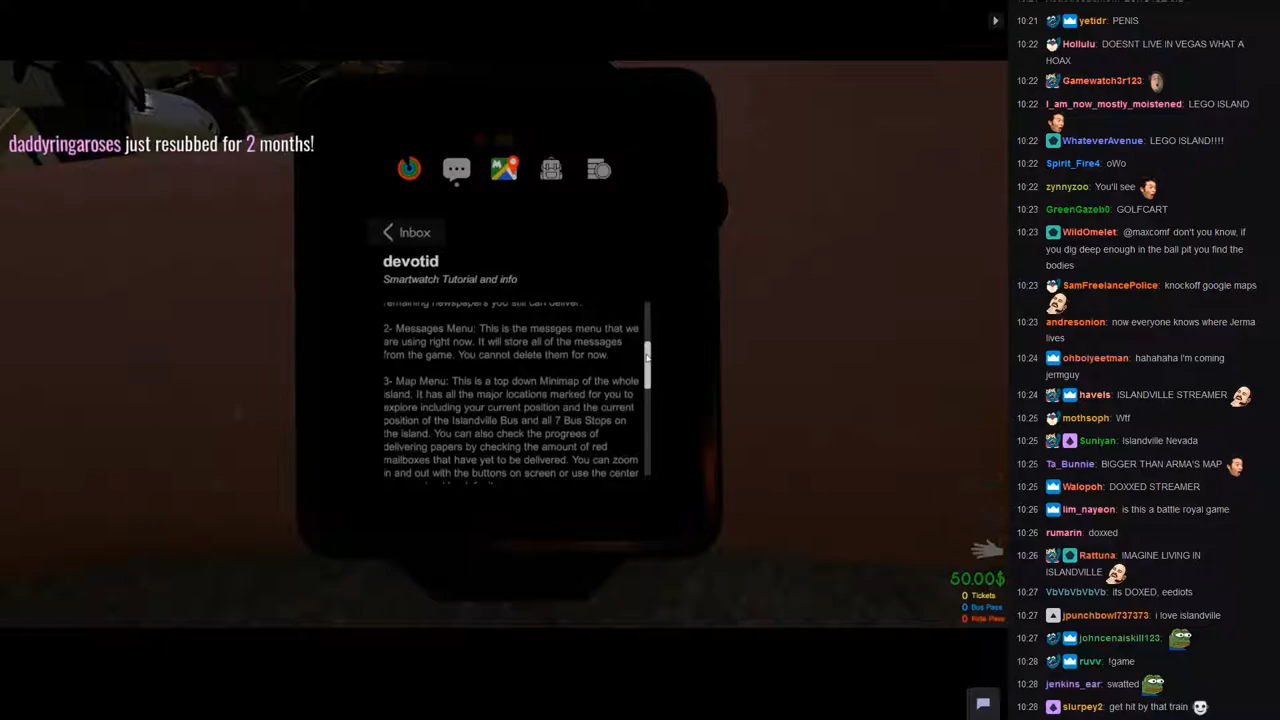 daddyringaroses just resubbed for 2 months!
Inbox
devotid
Smartwatch Tutorial and info
remaining newspapers you still can deliver.
2- Messages Menu: This is the messges menu that we
are using right now. It will store all of the messages
from the game. You cannot delete them for now.
3- Map Menu: This is a top down Minimap of the whole
island. It has all the major locations marked for you to
explore including your current position and the current
position of the Islandville Bus and all 7 Bus Stops on
the island. You can also check the progrees of
delivering papers by checking the amount of red
mailboxes that have yet to be delivered. You can zoom
in and out with the buttons on screen or use the center
50.00$
0 Tickets
0 Bus Pass
0 Ride Pass
10:21 yetidr: PENIS
10:22 Hollulu: DOESNT LIVE IN VEGAS WHAT A
HOAX
10:22 Gamewatch3r123:
10:22 I_am_now_mostly_moistened: LEGO ISLAND
10:22 WhateverAvenue: LEGO ISLAND!!!!
10:22 Spirit_Fire4: oWo
10:22 zynnyzoo: You'll see
10:23 GreenGazeb0: GOLFCART
10:23 WildOmelet: @maxcomf don't you know, if
you dig deep enough in the ball pit you find the
bodies
10:23 SamFreelancePolice: knockoff google maps
10:23 andresonion: now everyone knows where Jerma
lives
10:24 ohboiyeetman: hahahaha I'm coming
jermguy
10:24 havels: ISLANDVILLE STREAMER
10:25 mothsoph: Wtf
10:25 Suniyan: Islandville Nevada
10:25 Ta_Bunnie: BIGGER THAN ARMA'S MAP
10:26 Walopoh: DOXXED STREAMER
10:26 lim_nayeon: is this a battle royal game
10:26 rumarin: doxxed
10:26 Rattuna: IMAGINE LIVING IN
ISLANDVILLE
10:27 VbVbVbVbVb: its DOXED, eediots
10:27 jpunchbowl737373: i love islandville
10:27 johncenaiskill123:
10:28 ruvv: !game
10:28 jenkins_ear: swatted
10:28 slurpey2: get hit by that train